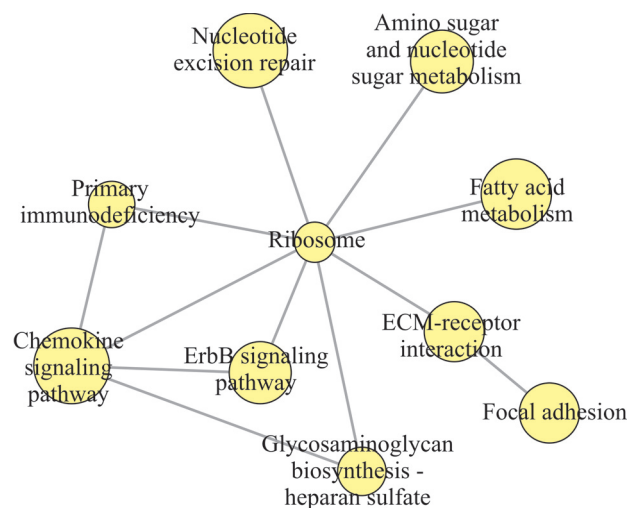 Nucleotide
excision repair
Amino sugar
and nucleotide
sugar metabolism
Primary
immunodeficiency
Fatty acid
metabolism
Ribosome
ECM-receptor
interaction
Chemokine
signaling
pathway
ErbB signaling
pathway
Focal adhesion
Glycosaminoglycan
biosynthesis -
heparan sulfate